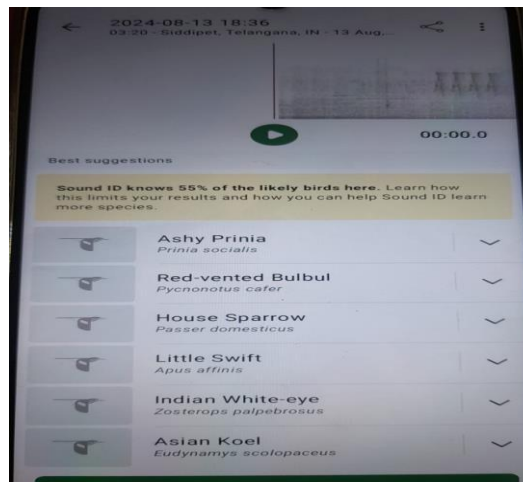 2024-08-13 18:36
03:20 - Siddipet, Telangana, IN - 13 Aug,...
00:00.0
Best suggestions
Sound ID knows 55% of the likely birds here. Learn how
this limits your results and how you can help Sound ID learn
more species.
Ashy Prinia
Prinia socialis
Red-vented Bulbul
Pycnonotus cafer
House Sparrow
Passer domesticus
Little Swift
Apus affinis
Indian White-eye
Zosterops palpebrosus
Asian Koel
Eudynamys scolopaceus